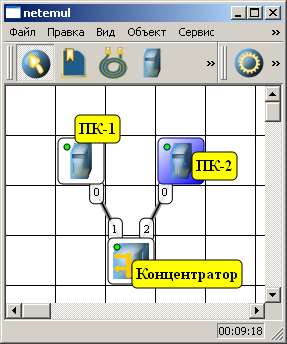 netemul
Файл Правка Вид Объект Сервис »
» »
ПК-1
ПК-2
0 0
1 2
Концентратор
00:09:18